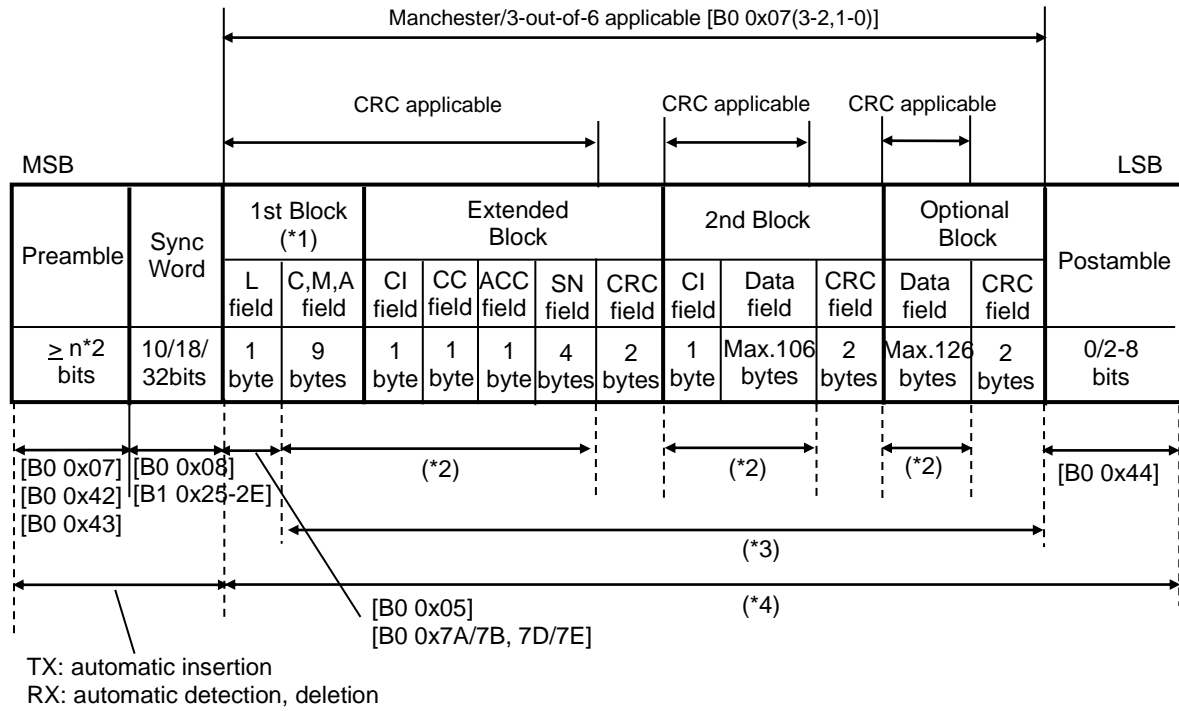 Manchester/3-out-of-6 applicable [B0 0x07(3-2,1-0)]
CRC applicable
CRC applicable
CRC applicable
MSB
LSB
Preamble
Sync
Word
1st Block
(*1)
Extended
Block
2nd Block
Optional
Block
Postamble
L
field
C,M,A
field
CI
field
CC
field
ACC
field
SN
field
CRC
field
CI
field
Data
field
CRC
field
Data
field
CRC
field
≥ n*2
bits
10/18/
32bits
1
byte
9
bytes
1
byte
1
byte
1
byte
4
bytes
2
bytes
1
byte
Max.106
bytes
2
bytes
Max.126
bytes
2
bytes
0/2-8
bits
[B0 0x07]
[B0 0x42]
[B0 0x43]
[B0 0x08]
[B1 0x25-2E]
(*2)
(*2)
(*2)
[B0 0x44]
(*3)
(*4)
[B0 0x05]
[B0 0x7A/7B, 7D/7E]
TX: automatic insertion
RX: automatic detection, deletion